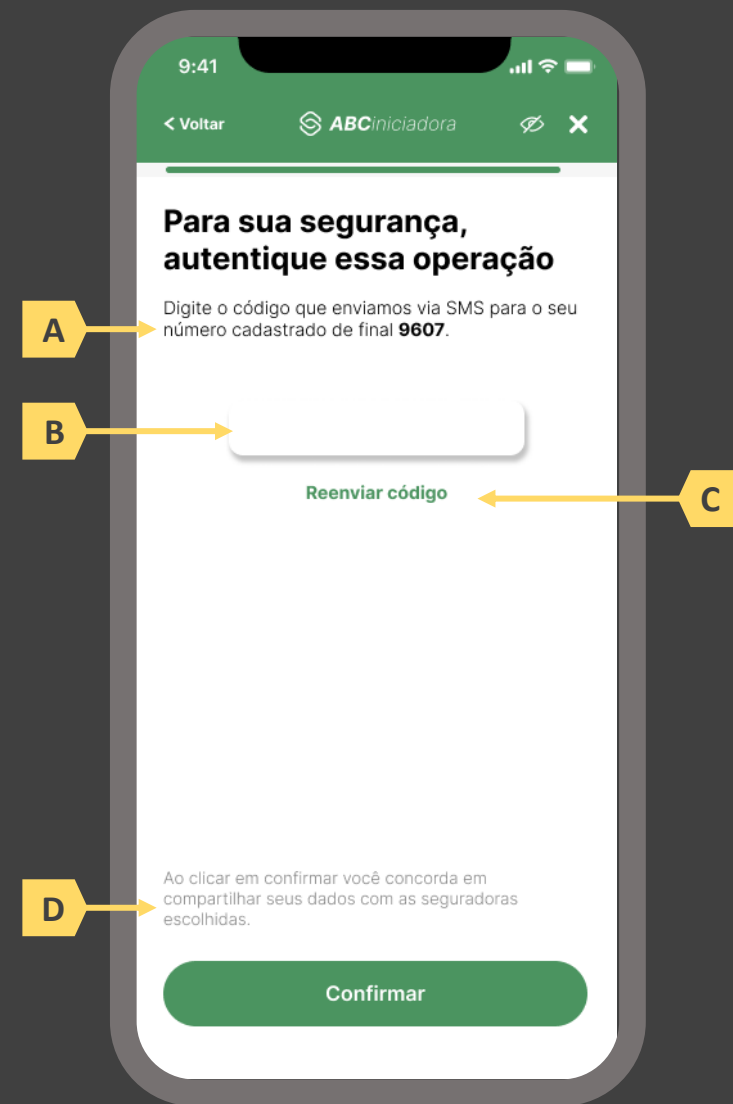 9:41
< Voltar
ABCiniciadora
Para sua segurança,
autentique essa operação
Digite o código que enviamos via SMS para o seu
número cadastrado de final 9607.
A
B
Reenviar código
C
Ao clicar em confirmar você concorda em
compartilhar seus dados com as seguradoras
escolhidas.
D
Confirmar